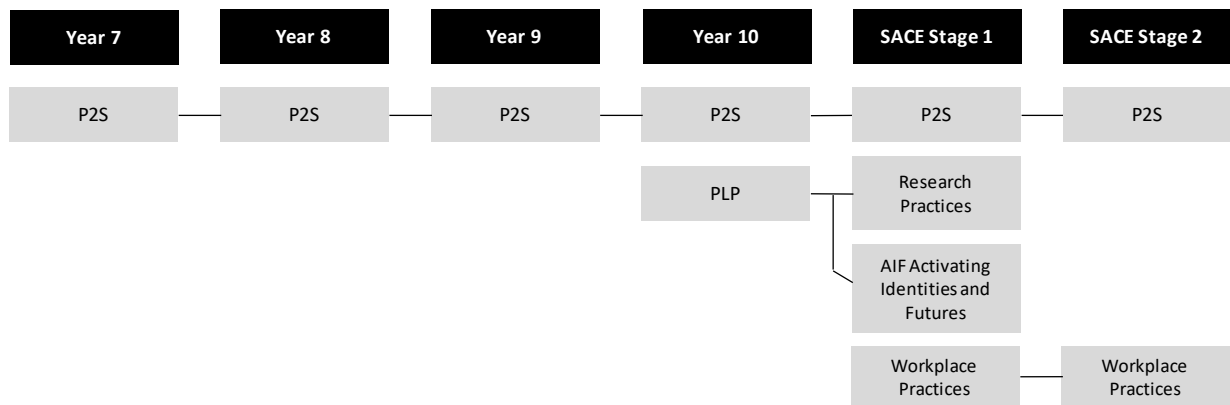 Year 7
Year 8
Year 9
Year 10
SACE Stage 1
SACE Stage 2
P2S
P2S
P2S
P2S
P2S
P2S
PLP
Research
Practices
AIF Activating
Identities and
Futures
Workplace
Practices
Workplace
Practices